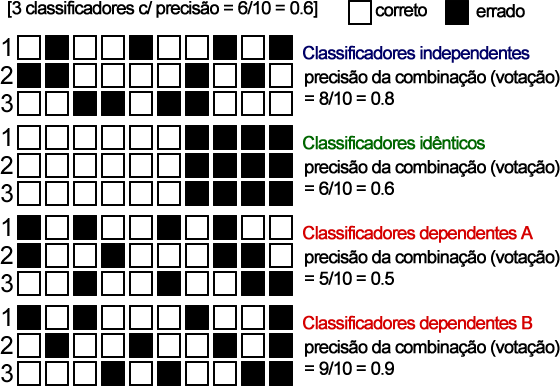 [3 classificadores c/ precisão = 6/10 = 0.6] correto errado
1
2
3
Classificadores independentes
precisão da combinação (votação)
= 8/10 = 0.8
1
2
3
Classificadores idênticos
precisão da combinação (votação)
= 6/10 = 0.6
1
2
3
Classificadores dependentes A
precisão da combinação (votação)
= 5/10 = 0.5
1
2
3
Classificadores dependentes B
precisão da combinação (votação)
= 9/10 = 0.9